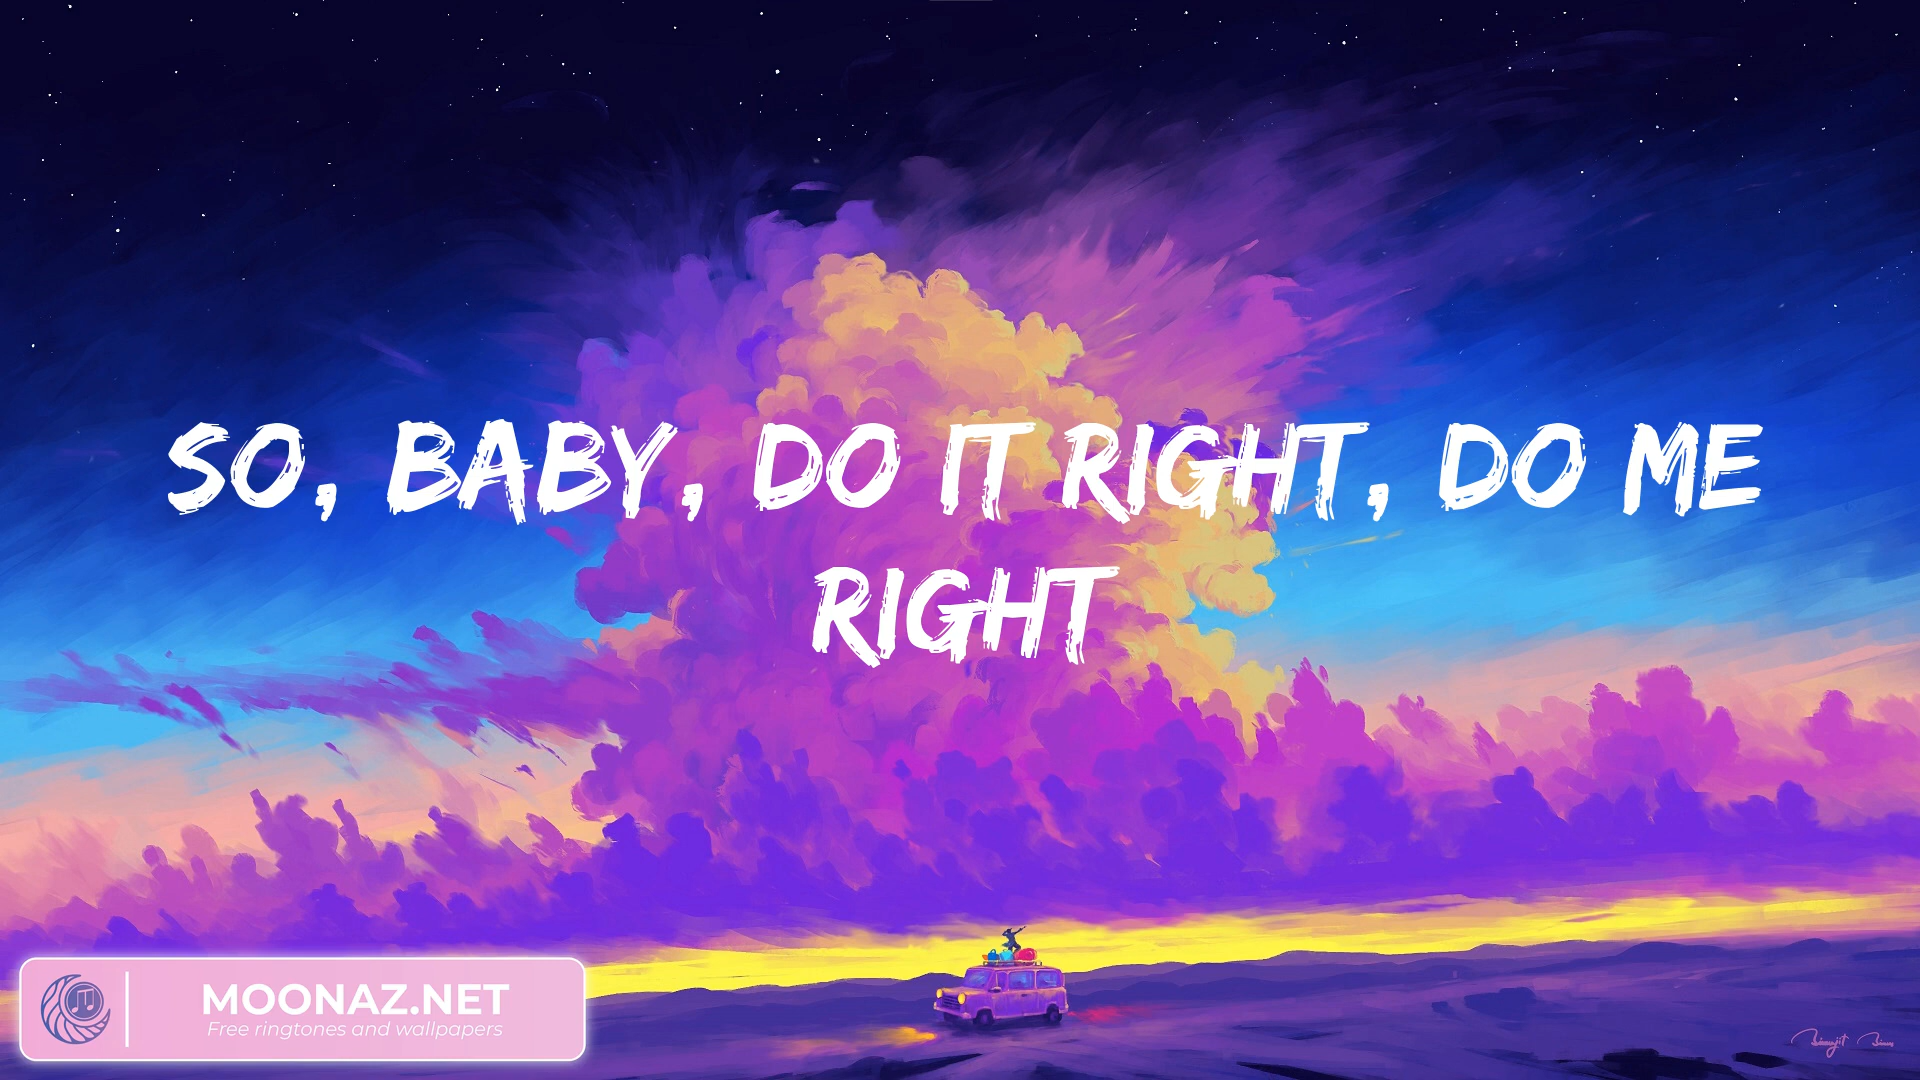 SO, BABY, DO IT RIGHT, DO ME
RIGHT
MOONAZ.NET
Free ringtones and wallpapers